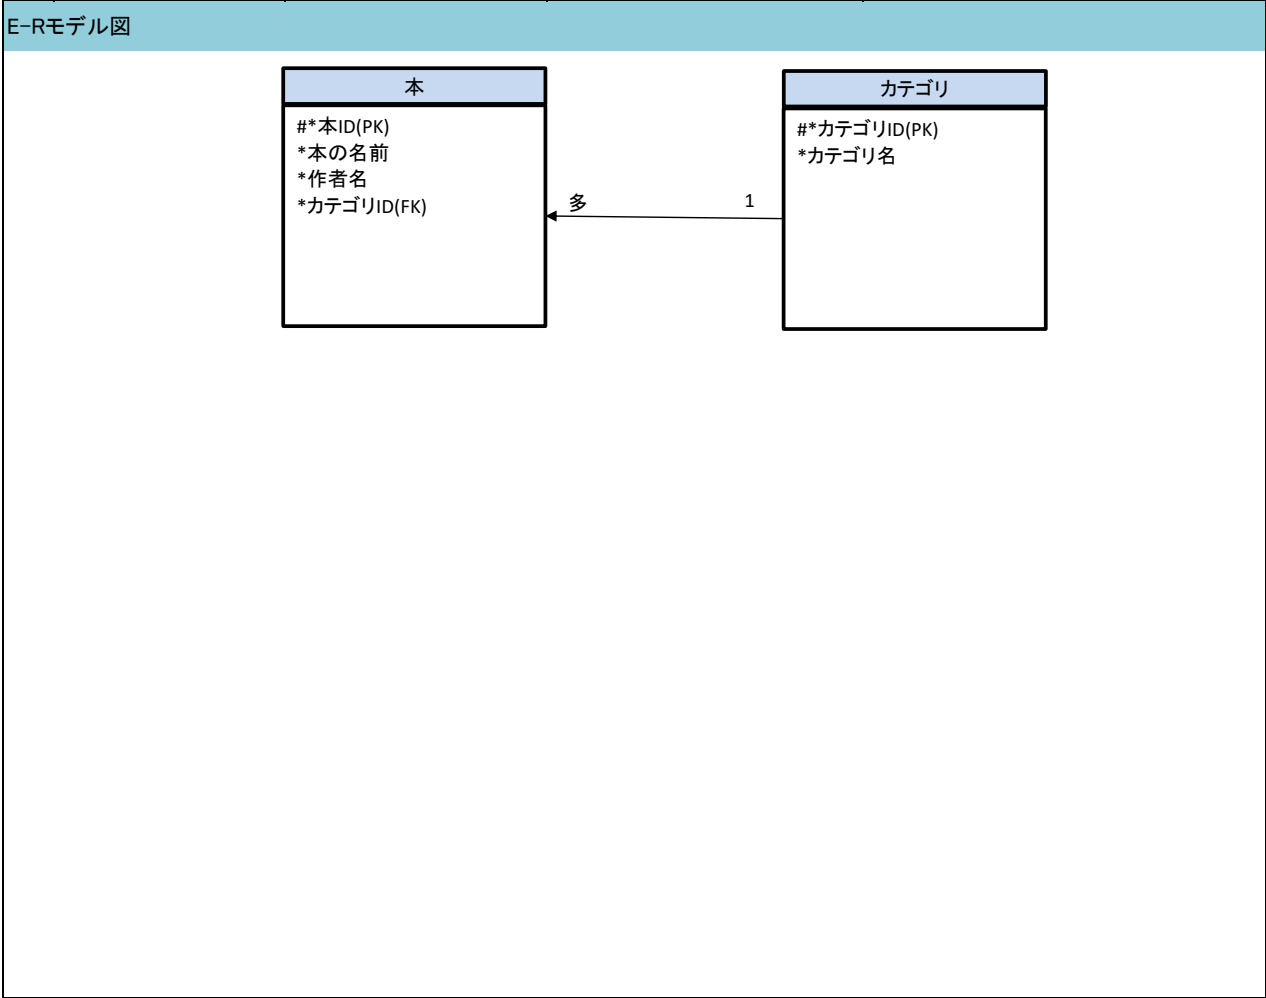 E-Rモデル図
本
#*本ID(PK)
*本の名前
*作者名
*カテゴリID(FK)
多
1
カテゴリ
#*カテゴリID(PK)
*カテゴリ名